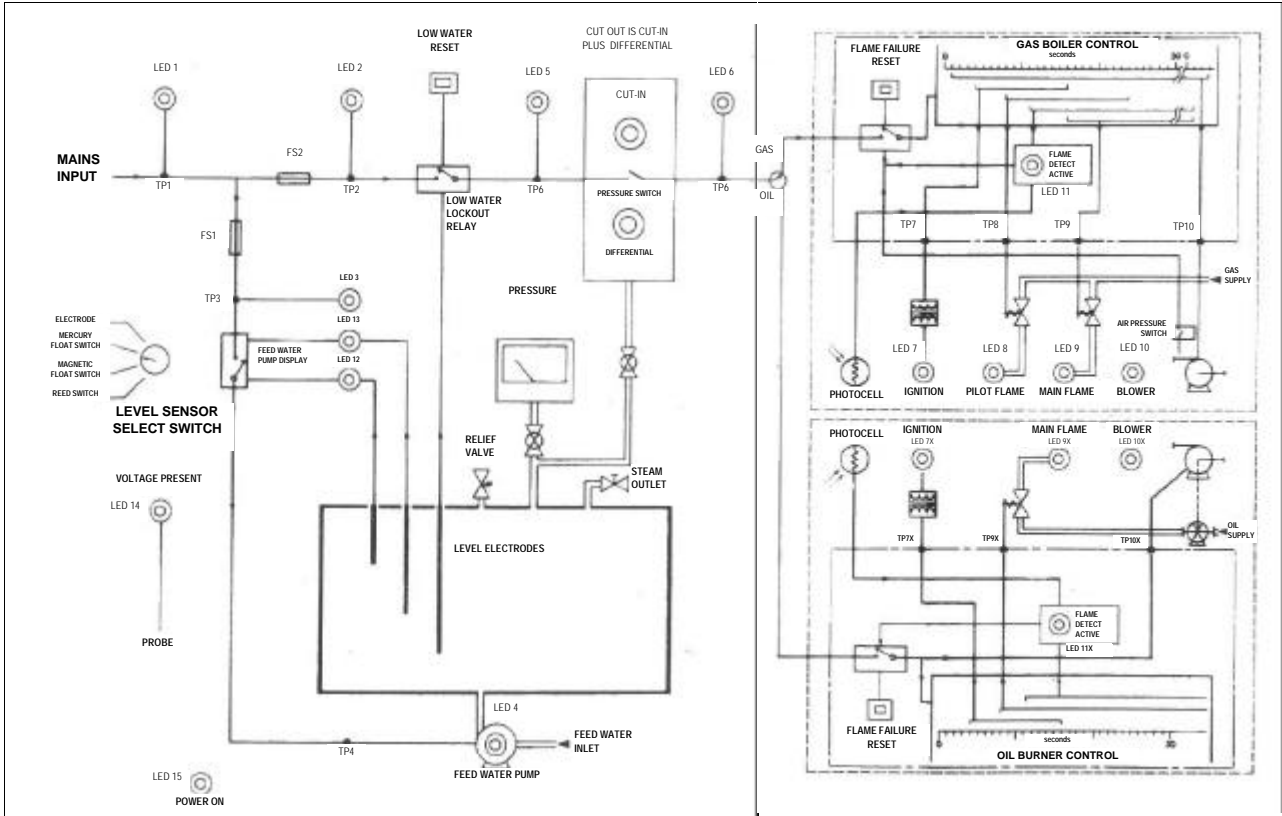 LOW WATER
RESET
CUT OUT IS CUT-IN
PLUS DIFFERENTIAL
LED 1
LED 2
LED 5
CUT-IN
LED 6
MAINS
INPUT
FS2
TP1
TP2
LOW WATER
LOCKOUT
RELAY
TP6
PRESSURE SWITCH
TP6
DIFFERENTIAL
GAS
OIL
FS1
TP3
LED 3
LED 13
LED 12
FEED WATER
PUMP DISPLAY
ELECTRODE
MERCURY
FLOAT SWITCH
MAGNETIC
FLOAT SWITCH
REED SWITCH
LEVEL SENSOR
SELECT SWITCH
PRESSURE
RELIEF
VALVE
STEAM
OUTLET
VOLTAGE PRESENT
LED 14
PROBE
LEVEL ELECTRODES
LED 4
FEED WATER
INLET
TP4
FEED WATER PUMP
LED 15
POWER ON
FLAME FAILURE
RESET
GAS BOILER CONTROL
0
seconds
30
FLAME
DETECT
ACTIVE
LED 11
TP7
TP8
TP9
TP10
GAS
SUPPLY
AIR PRESSURE
SWITCH
LED 7
LED 8
LED 9
LED 10
PHOTOCELL
IGNITION
PILOT FLAME
MAIN FLAME
BLOWER
PHOTOCELL
IGNITION
LED 7X
MAIN FLAME
LED 9X
BLOWER
LED 10X
OIL
SUPPLY
TP7X
TP9X
TP10X
FLAME
DETECT
ACTIVE
LED 11X
FLAME FAILURE
RESET
0
seconds
30
OIL BURNER CONTROL